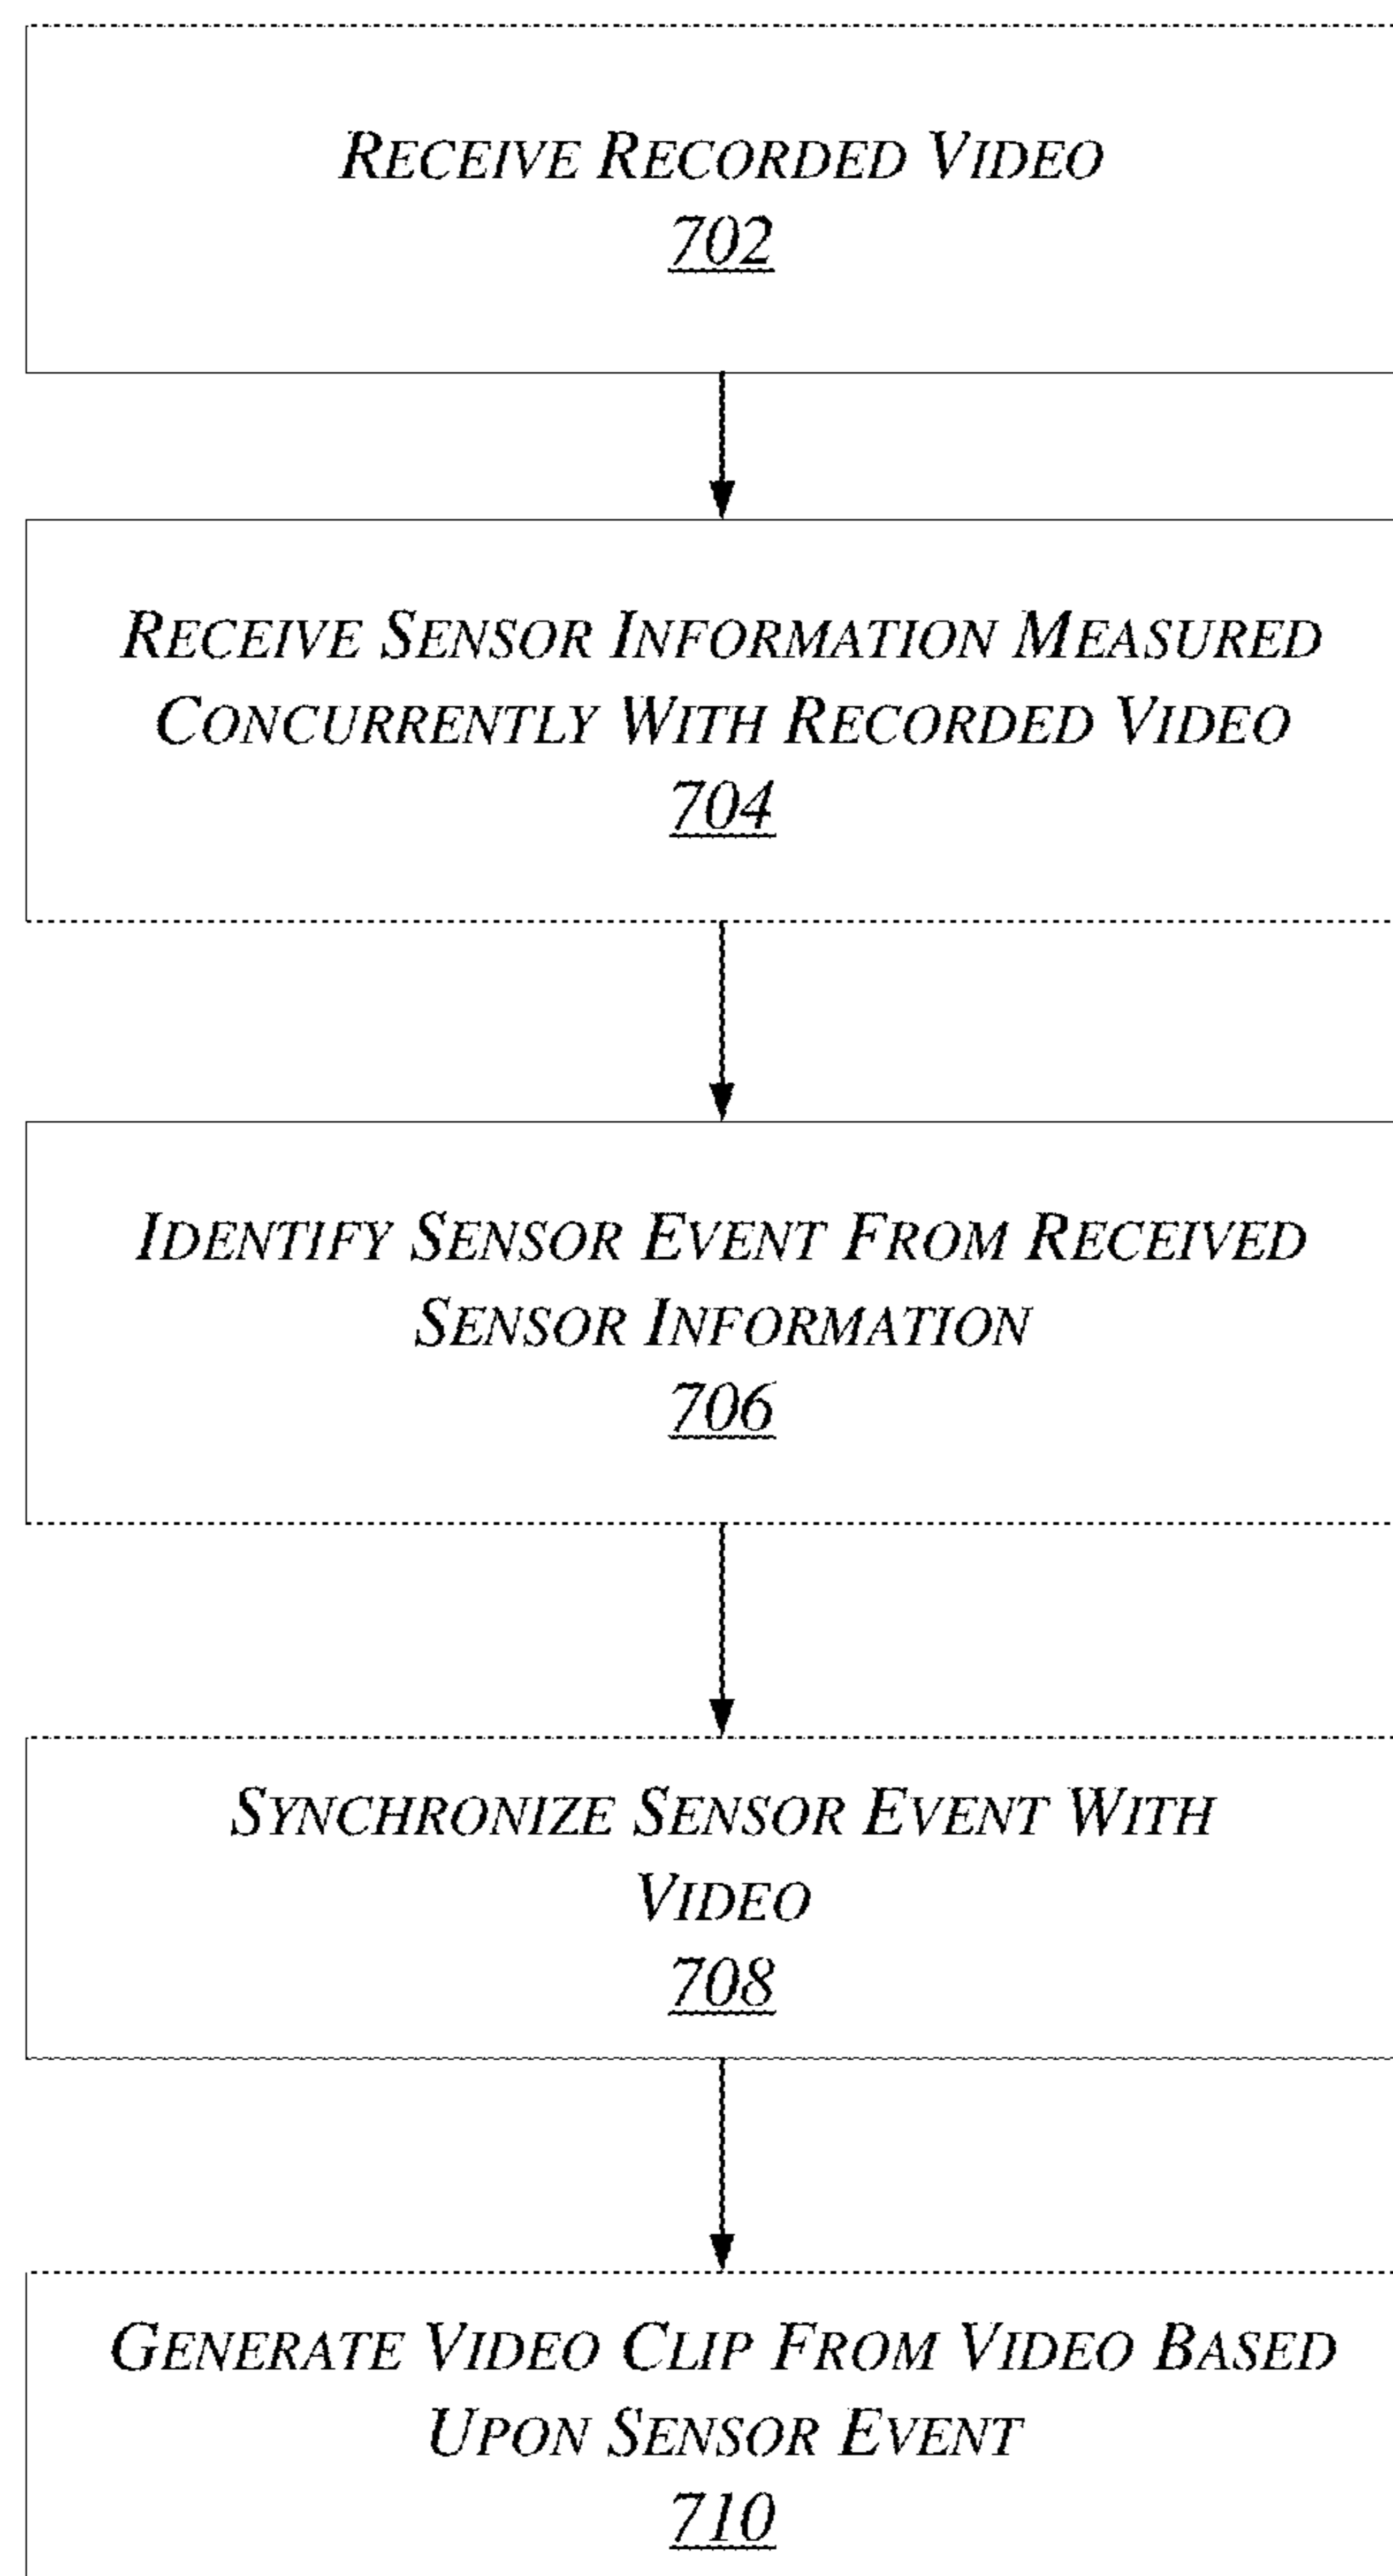 RECEIVE RECORDED VIDEO
702
RECEIVE SENSOR INFORMATION MEASURED
CONCURRENTLY WITH RECORDED VIDEO
704
IDENTIFY SENSOR EVENT FROM RECEIVED
SENSOR INFORMATION
706
SYNCHRONIZE SENSOR EVENT WITH
VIDEO
708
GENERATE VIDEO CLIP FROM VIDEO BASED
UPON SENSOR EVENT
710